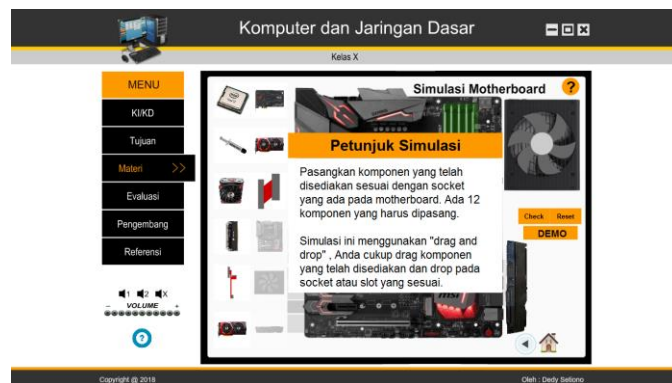 Komputer dan Jaringan Dasar
Kelas X
MENU
KI/KD
Tujuan
Materi >>
Evaluasi
Pengembang
Referensi
1 2 X
- VOLUME +
?
Simulasi Motherboard ?
Petunjuk Simulasi
Pasangkan komponen yang telah
disediakan sesuai dengan socket
yang ada pada motherboard. Ada 12
komponen yang harus dipasang.
Simulasi ini menggunakan "drag and
drop" , Anda cukup drag komponen
yang telah disediakan dan drop pada
socket atau slot yang sesuai.
Check Reset
DEMO
msi
Copyright @ 2018
Oleh : Dedy Setiono